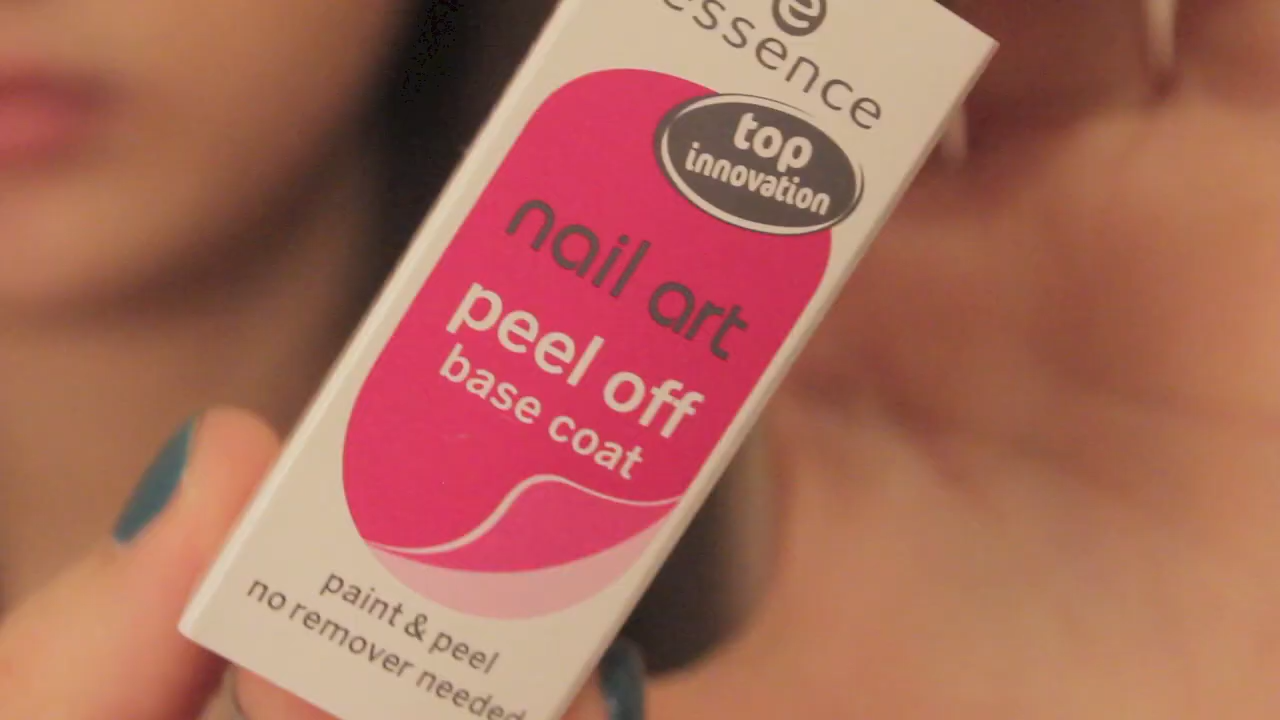 e
essence
top
innovation
nail art
peel off
base coat
paint & peel
no remover needed